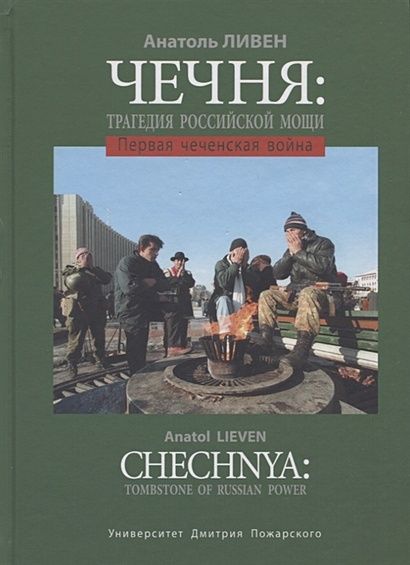 Анатоль ЛИВЕН
ЧЕЧНЯ:
ТРАГЕДИЯ РОССИЙСКОЙ МОЩИ
Первая чеченская война
Anatol LIEVEN
CHECHNYA:
TOMBSTONE OF RUSSIAN POWER
Университет Дмитрия Пожарского